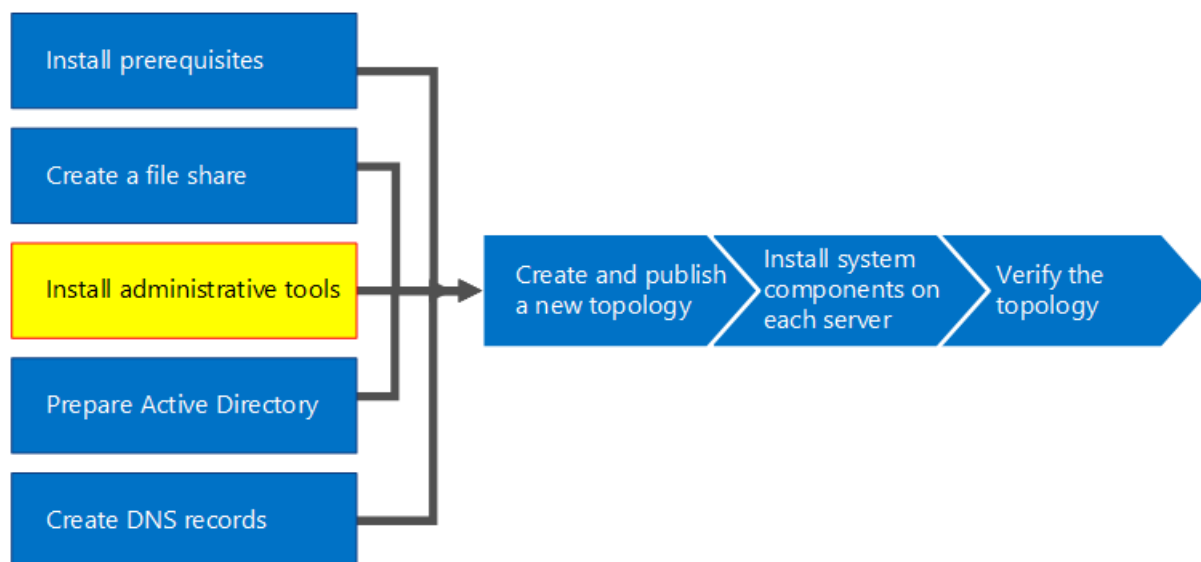 Install prerequisites
Create a file share
Install administrative tools
Prepare Active Directory
Create DNS records
Create and publish
a new topology
Install system
components on
each server
Verify the
topology